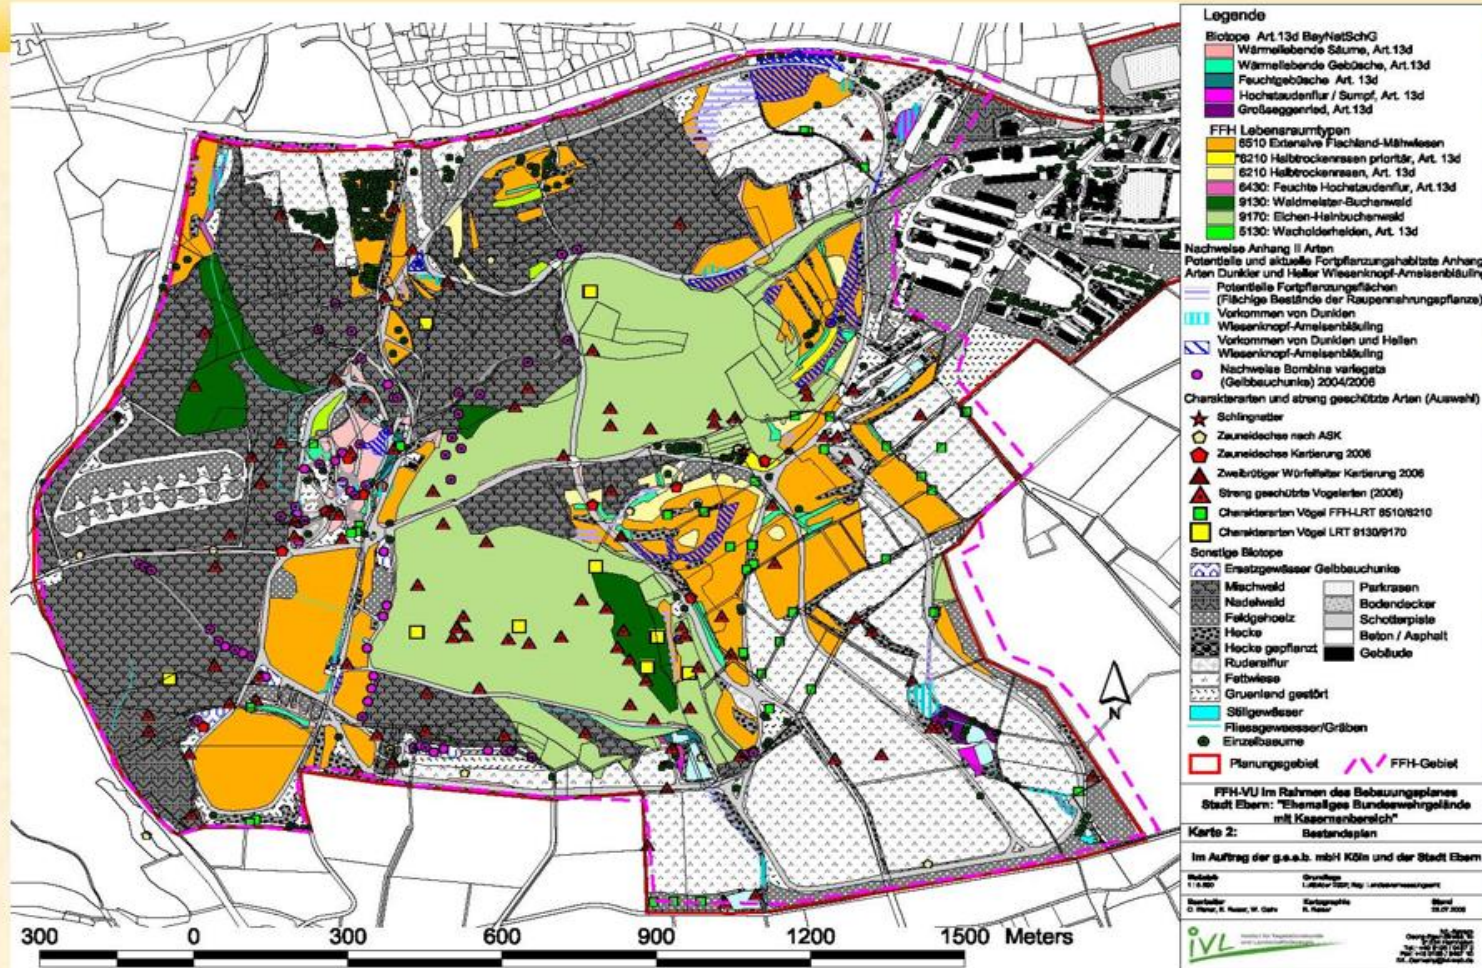 Legende
Biotope Art.13d BayNatSchG
Wärmeliebende Säume, Art.13d
Wärmeliebende Gebüsche, Art.13d
Feuchtgebüsche Art. 13d
Hochstaudenflur / Sumpf, Art. 13d
Großseggenried, Art.13d
FFH Lebensraumtypen
6510 Extensive Flachland-Mähwiesen
*6210 Halbtrockenrasen prioritär, Art. 13d
6210 Halbtrockenrasen, Art. 13d
6430: Feuchte Hochstaudenflur, Art.13d
9130: Waldmeister-Buchenwald
9170: Eichen-Hainbuchenwald
5130: Wacholderheiden, Art. 13d
Nachweise Anhang II Arten
Potentielle und aktuelle Fortpflanzungshabitate Anhang
Arten Dunkler und Heller Wiesenknopf-Ameisenbläuling
Potentielle Fortpflanzungsflächen
(Flächige Bestände der Raupennahrungspflanze)
Vorkommen von Dunklen
Wiesenknopf-Ameisenbläuling
Vorkommen von Dunklen und Hellen
Wiesenknopf-Ameisenbläuling
Nachweise Bombina variegata
(Gelbbauchunke) 2004/2006
Charakterarten und streng geschützte Arten (Auswahl)
Schlingnatter
Zauneidechse nach ASK
Zauneidechse Kartierung 2006
Zweibrütiger Würfelfalter Kartierung 2006
Streng geschützte Vogelarten (2006)
Charakterarten Vögel FFH-LRT 6510/6210
Charakterarten Vögel LRT 9130/9170
Sonstige Biotope
Ersatzgewässer Gelbbauchunke
Mischwald
Nadelwald
Feldgehoelz
Hecke
Hecke gepflanzt
Ruderalflur
Fettwiese
Gruenland gestört
Stillgewässer
Fliessgewaesser/Gräben
Einzelbaeume
Parkrasen
Bodendecker
Schotterpiste
Beton / Asphalt
Gebäude
Planungsgebiet
FFH-Gebiet
N
FFH-VU im Rahmen des Bebauungsplanes
Stadt Ebern: "Ehemaliges Bundeswehrgelände
mit Kasernenbereich"
Karte 2: Bestandsplan
Im Auftrag der g.e.b.b. mbH Köln und der Stadt Ebern
Maßstab
Grundlage
Bearbeiter
Kartographie
Stand
iVL
300 0 300 600 900 1200 1500 Meters